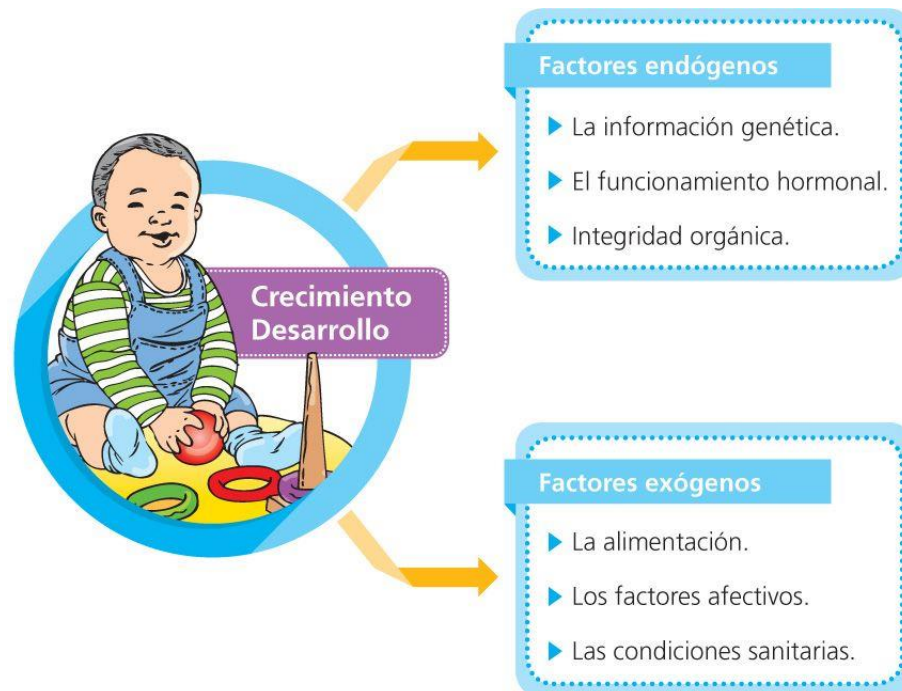 Factores endógenos
La información genética.
El funcionamiento hormonal.
Integridad orgánica.
Crecimiento
Desarrollo
Factores exógenos
La alimentación.
Los factores afectivos.
Las condiciones sanitarias.